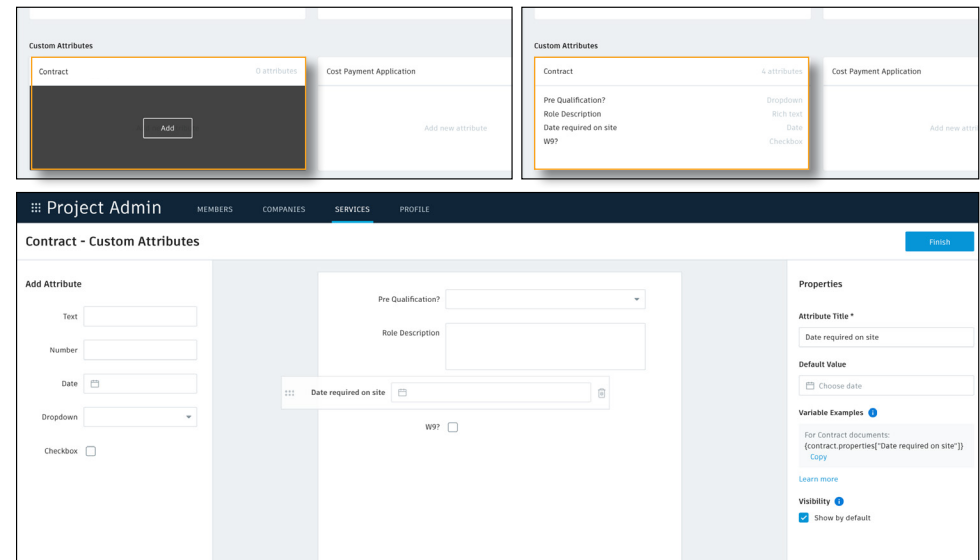 Custom Attributes
Contract
0 attributes
Cost Payment Application
Add
Add new attribute
Custom Attributes
Contract
4 attributes
Cost Payment Application
Pre Qualification?
Dropdown
Role Description
Rich text
Date required on site
Date
W9?
Checkbox
Add new attri
Project Admin
MEMBERS
COMPANIES
SERVICES
PROFILE
Contract - Custom Attributes
Finish
Add Attribute
Text
Number
Date
Dropdown
Checkbox
Pre Qualification?
Role Description
Date required on site
W9?
Properties
Attribute Title *
Date required on site
Default Value
Choose date
Variable Examples
For Contract documents:
{contract.properties["Date required on site"]}
Copy
Learn more
Visibility
Show by default